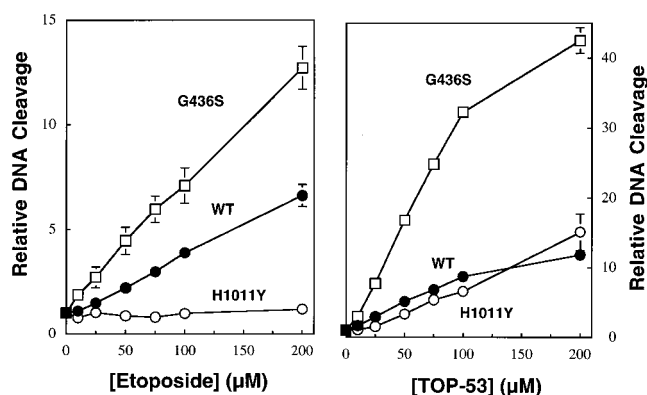 15
10
5
0
Relative DNA Cleavage
G436S
WT
H1011Y
0 50 100 150 200
[Etoposide] (µM)
G436S
WT
H1011Y
40
30
20
10
0
Relative DNA Cleavage
0 50 100 150 200
[TOP-53] (µM)